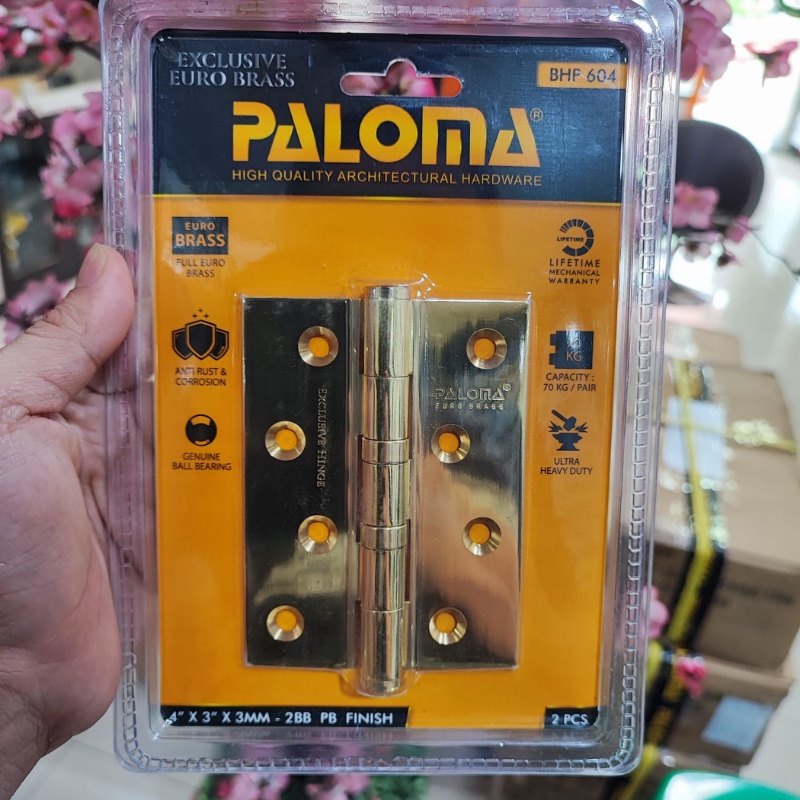 EXCLUSIVE
EURO BRASS
BHP 604
PALOMA®
HIGH QUALITY ARCHITECTURAL HARDWARE
EURO
BRASS
FULL EURO
BRASS
LIFETIME
LIFETIME
MECHANICAL
WARRANTY
ANTI RUST &
CORROSION
KG
CAPACITY :
70 KG / PAIR
GENUINE
BALL BEARING
ULTRA
HEAVY DUTY
EXCLUSIVE HINGE
PALOMA®
EURO BRASS
4" X 3" X 3MM - 2BB PB FINISH
2 PCS